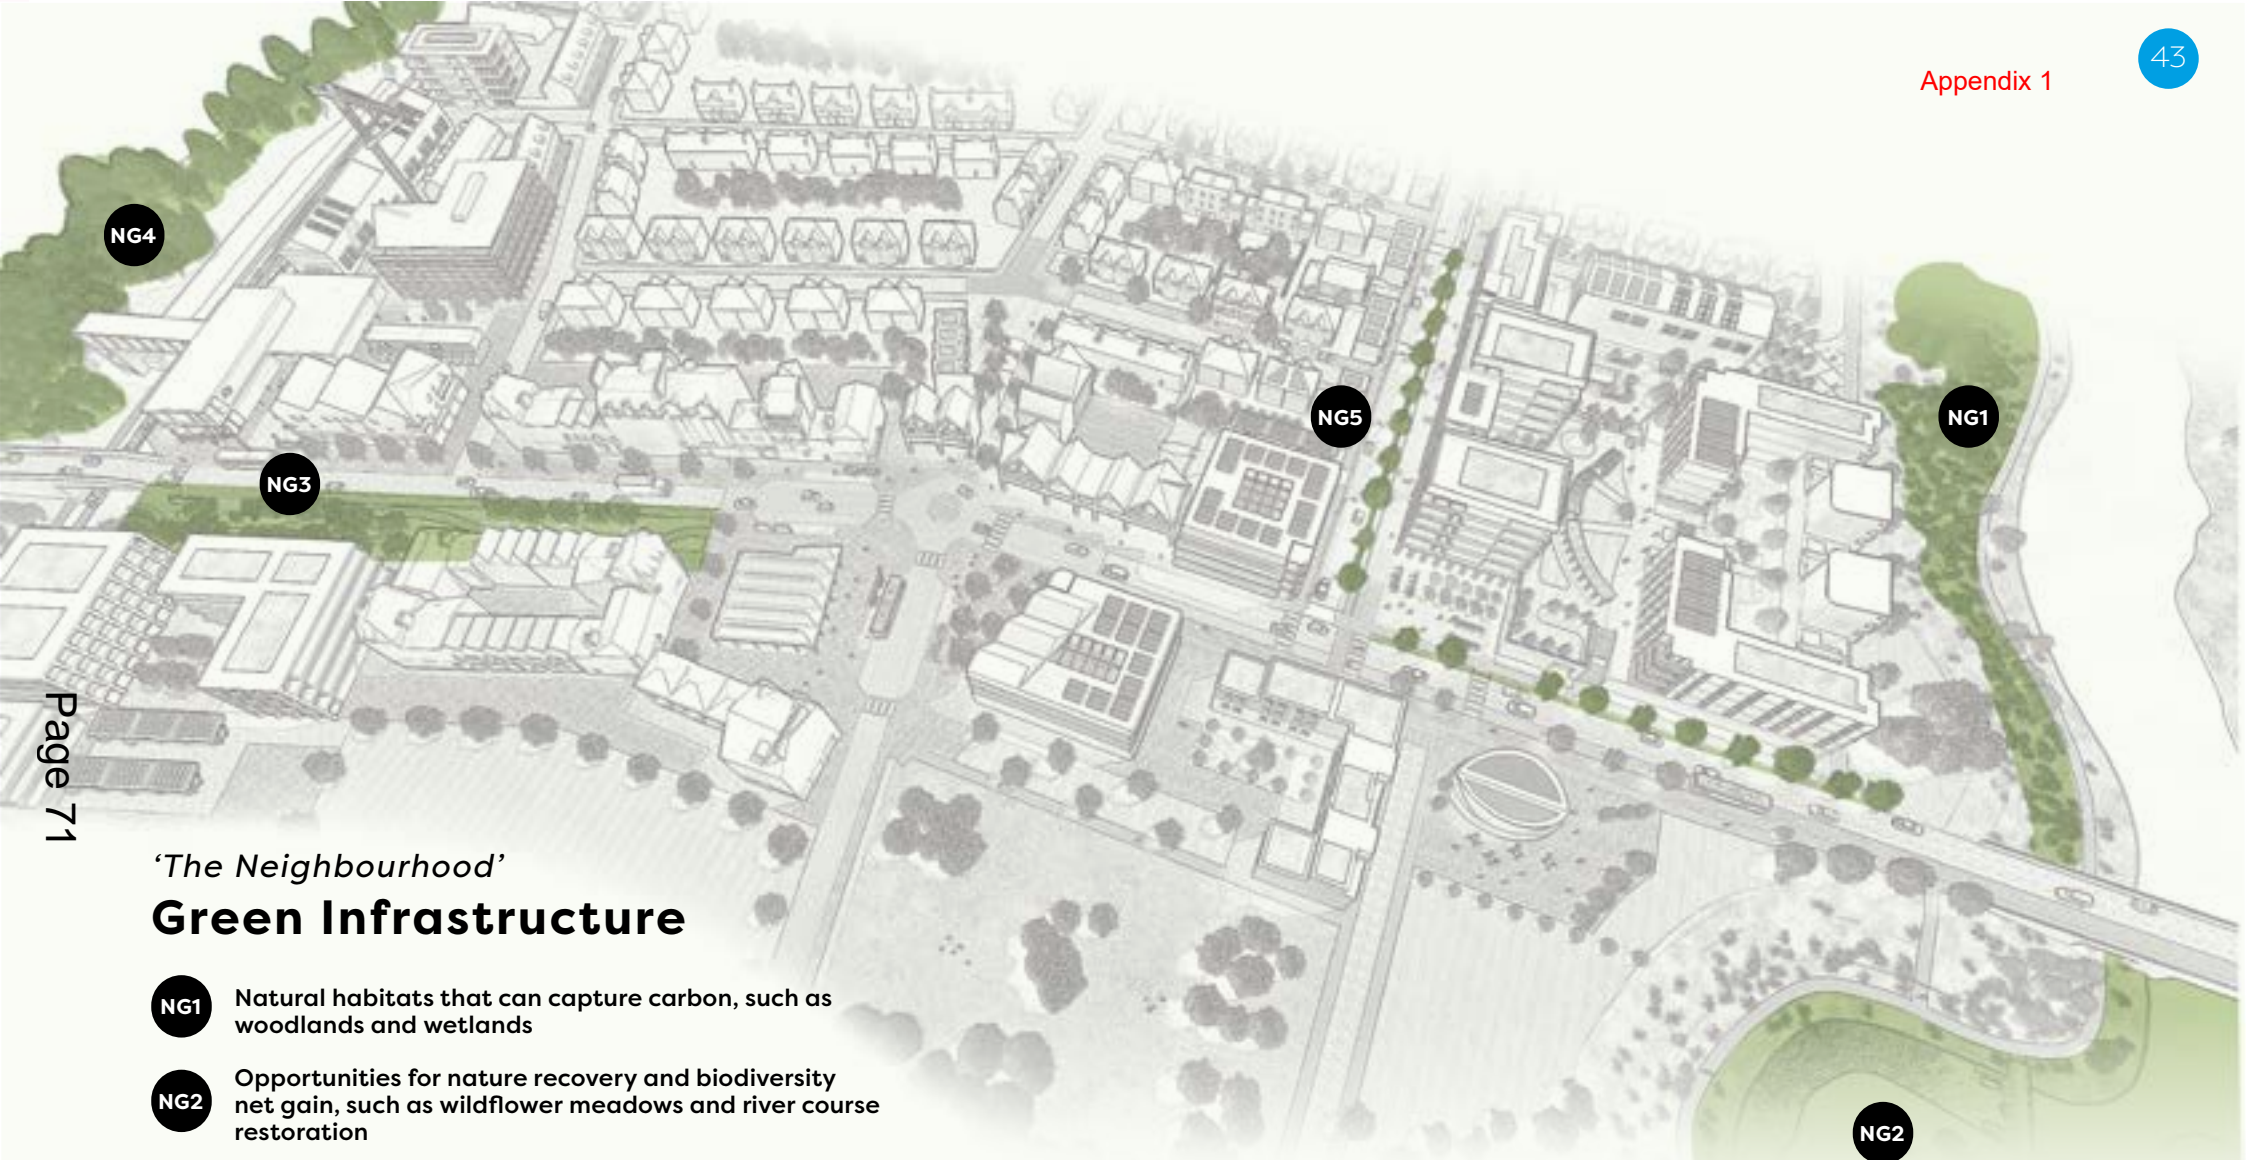 43
Appendix 1
NG4
NG5
NG1
NG3
Page 71
‘The Neighbourhood’
Green Infrastructure
NG1
Natural habitats that can capture carbon, such as
woodlands and wetlands
NG2
Opportunities for nature recovery and biodiversity
net gain, such as wildflower meadows and river course
restoration
NG2